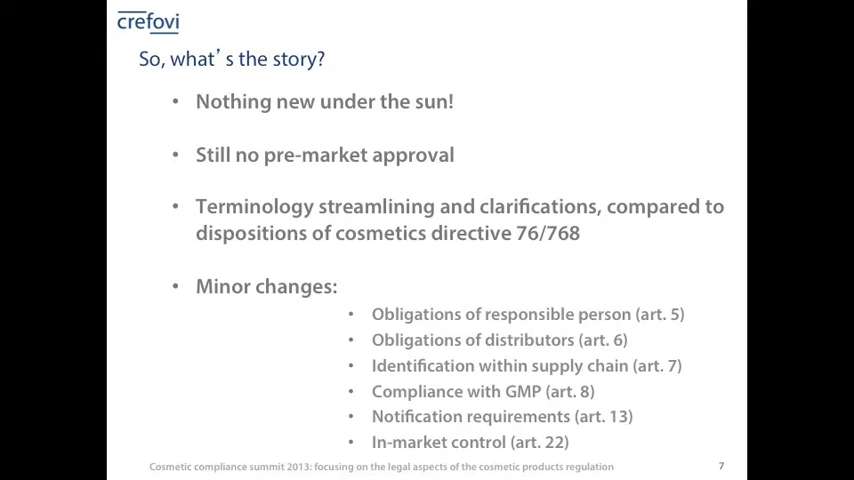 crefovi
So, what's the story?
• Nothing new under the sun!
• Still no pre-market approval
• Terminology streamlining and clarifications, compared to
dispositions of cosmetics directive 76/768
• Minor changes:
• Obligations of responsible person (art. 5)
• Obligations of distributors (art. 6)
• Identification within supply chain (art. 7)
• Compliance with GMP (art. 8)
• Notification requirements (art. 13)
• In-market control (art. 22)
Cosmetic compliance summit 2013: focusing on the legal aspects of the cosmetic products regulation 7